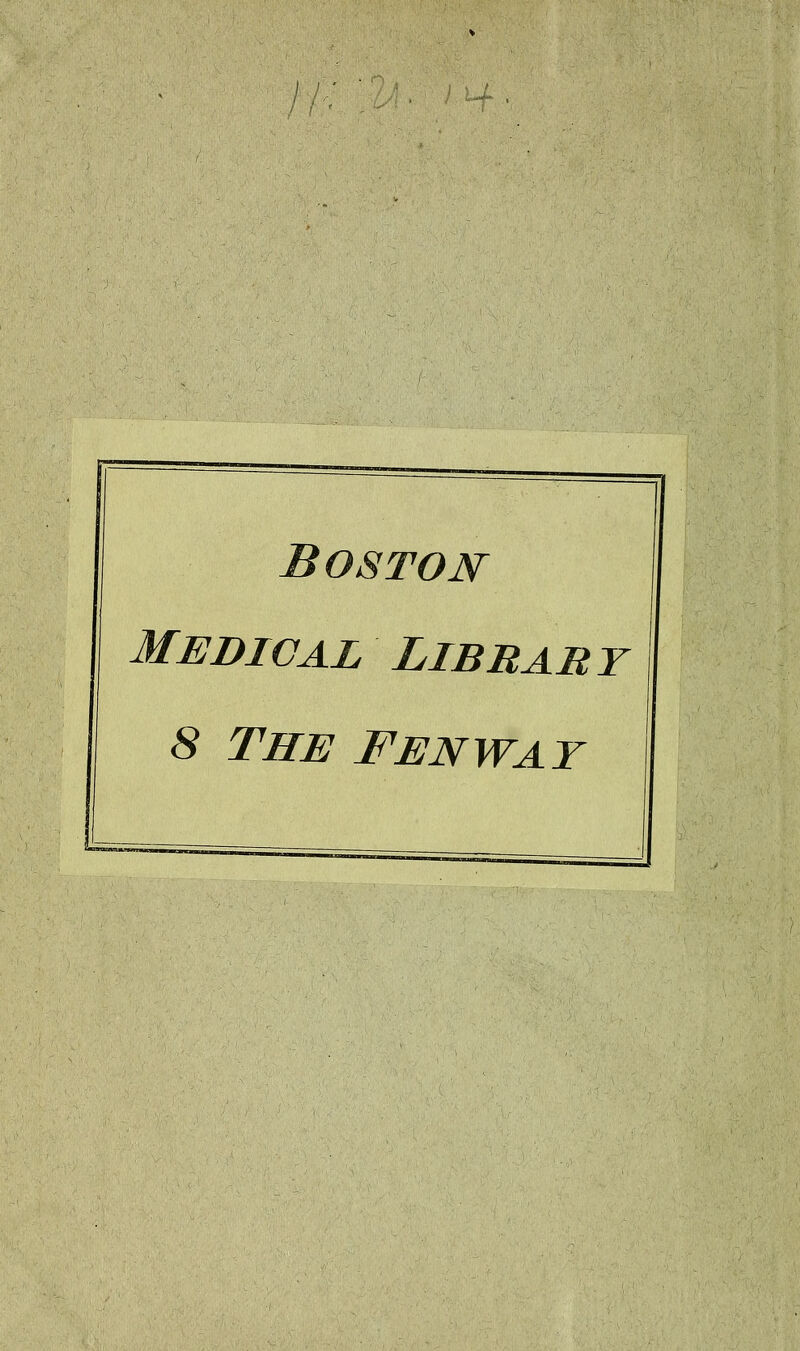 BOSTON
MEDICAL LIBRARY
8 THE FENWAY